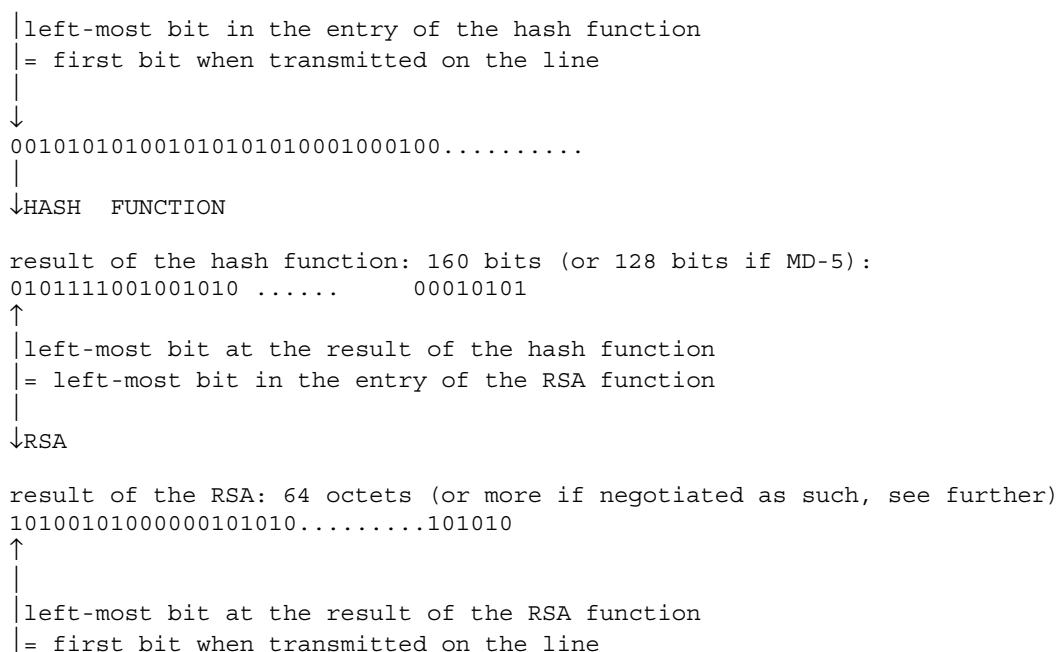 |left-most bit in the entry of the hash function
|= first bit when transmitted on the line
|
↓
0010101010010101010100010001000..........
|
↓HASH  FUNCTION
result of the hash function: 160 bits (or 128 bits if MD-5):
0101111001001010 ......     00010101
↑
|left-most bit at the result of the hash function
|= left-most bit in the entry of the RSA function
|
↓RSA
result of the RSA: 64 octets (or more if negotiated as such, see further)
10100101000000101010.........101010
↑
|
|left-most bit at the result of the RSA function
|= first bit when transmitted on the line